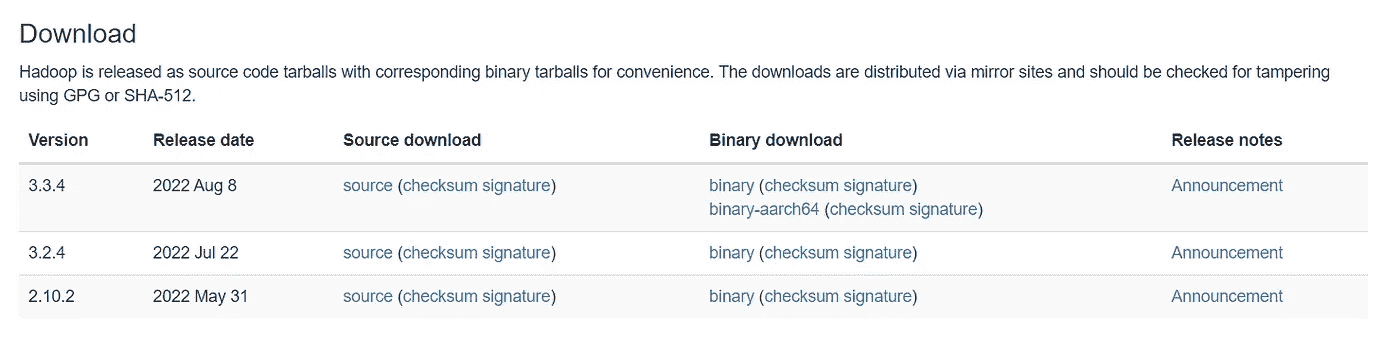 Download
Hadoop is released as source code tarballs with corresponding binary tarballs for convenience. The downloads are distributed via mirror sites and should be checked for tampering
using GPG or SHA-512.
Version Release date Source download Binary download Release notes
3.3.4 2022 Aug 8 source (checksum signature) binary (checksum signature) Announcement
binary-aarch64 (checksum signature)
3.2.4 2022 Jul 22 source (checksum signature) binary (checksum signature) Announcement
2.10.2 2022 May 31 source (checksum signature) binary (checksum signature) Announcement